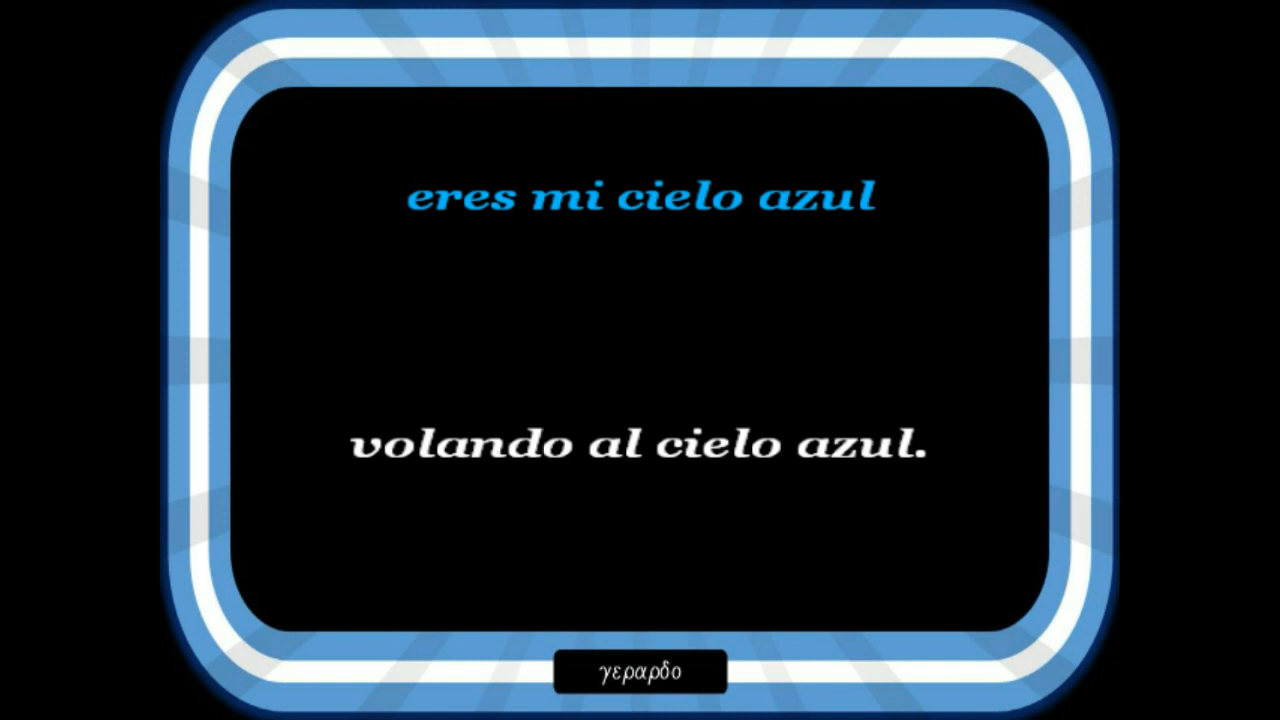 eres mi cielo azul
volando al cielo azul.
γεραρδο